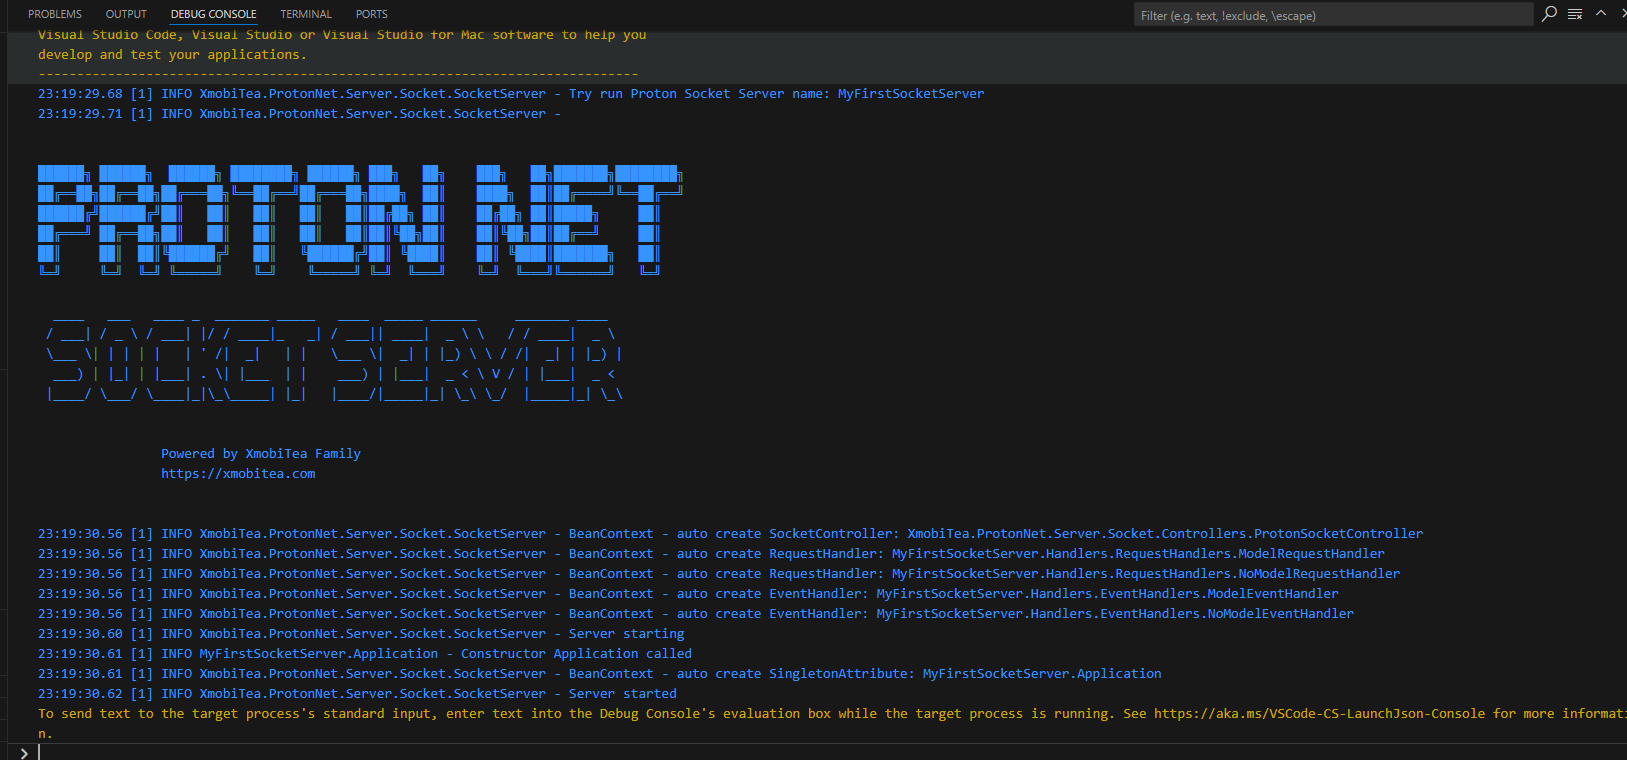 PROBLEMS OUTPUT DEBUG CONSOLE TERMINAL PORTS Filter (e.g. text, !exclude, \escape)
Visual Studio Code, Visual Studio or Visual Studio for Mac software to help you
develop and test your applications.
------------------------------------------------------------------------------
23:19:29.68 [1] INFO XmobiTea.ProtonNet.Server.Socket.SocketServer - Try run Proton Socket Server name: MyFirstSocketServer
23:19:29.71 [1] INFO XmobiTea.ProtonNet.Server.Socket.SocketServer -
PROTON NET
SOCKET SERVER
Powered by XmobiTea Family
https://xmobitea.com
23:19:30.56 [1] INFO XmobiTea.ProtonNet.Server.Socket.SocketServer - BeanContext - auto create SocketController: XmobiTea.ProtonNet.Server.Socket.Controllers.ProtonSocketController
23:19:30.56 [1] INFO XmobiTea.ProtonNet.Server.Socket.SocketServer - BeanContext - auto create RequestHandler: MyFirstSocketServer.Handlers.RequestHandlers.ModelRequestHandler
23:19:30.56 [1] INFO XmobiTea.ProtonNet.Server.Socket.SocketServer - BeanContext - auto create RequestHandler: MyFirstSocketServer.Handlers.RequestHandlers.NoModelRequestHandler
23:19:30.56 [1] INFO XmobiTea.ProtonNet.Server.Socket.SocketServer - BeanContext - auto create EventHandler: MyFirstSocketServer.Handlers.EventHandlers.ModelEventHandler
23:19:30.56 [1] INFO XmobiTea.ProtonNet.Server.Socket.SocketServer - BeanContext - auto create EventHandler: MyFirstSocketServer.Handlers.EventHandlers.NoModelEventHandler
23:19:30.60 [1] INFO XmobiTea.ProtonNet.Server.Socket.SocketServer - Server starting
23:19:30.61 [1] INFO MyFirstSocketServer.Application - Constructor Application called
23:19:30.61 [1] INFO XmobiTea.ProtonNet.Server.Socket.SocketServer - BeanContext - auto create SingletonAttribute: MyFirstSocketServer.Application
23:19:30.62 [1] INFO XmobiTea.ProtonNet.Server.Socket.SocketServer - Server started
To send text to the target process's standard input, enter text into the Debug Console's evaluation box while the target process is running. See https://aka.ms/VSCode-CS-LaunchJson-Console for more informati
n.